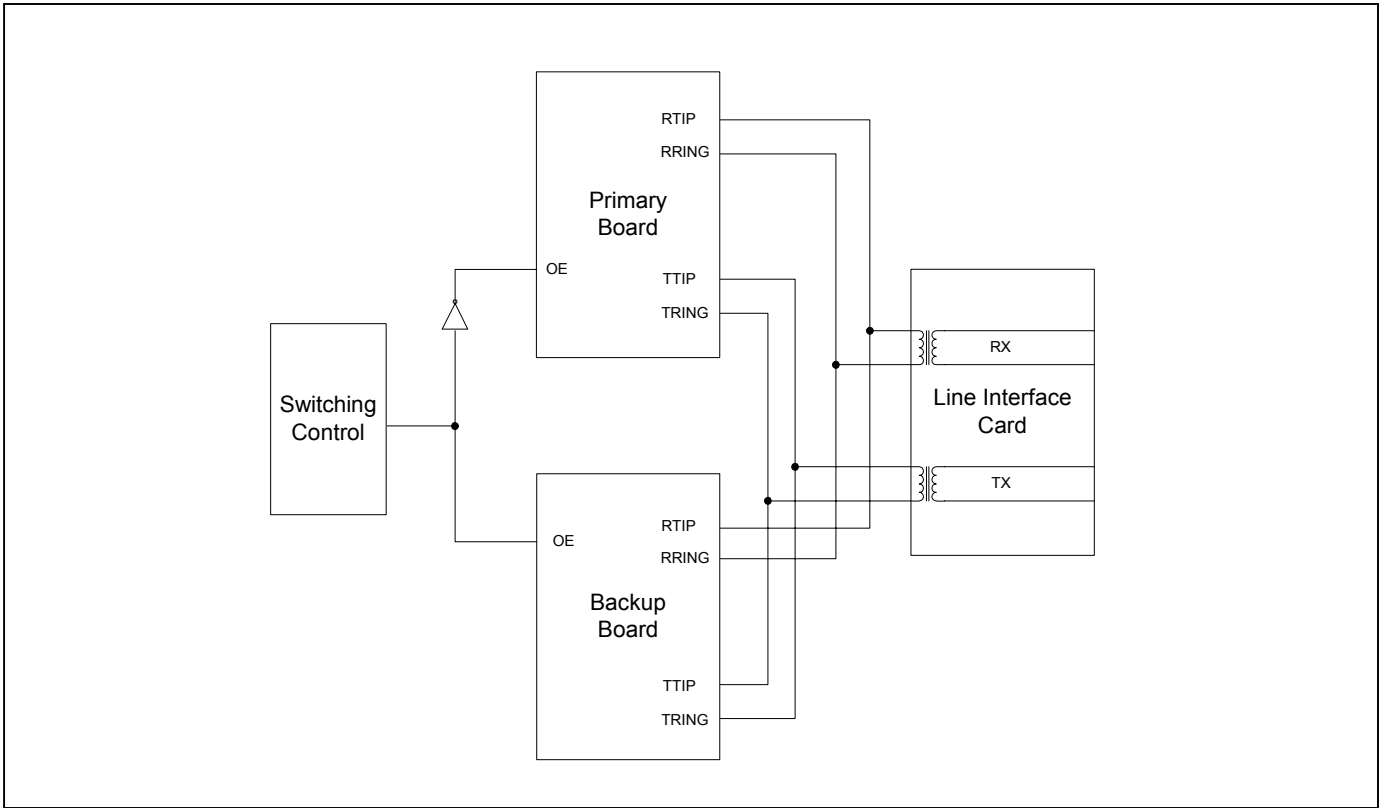 RTIP
RRING
Primary
Board
OE
TTIP
TRING
Switching
Control
RX
Line Interface
Card
TX
RTIP
OE
RRING
Backup
Board
TTIP
TRING